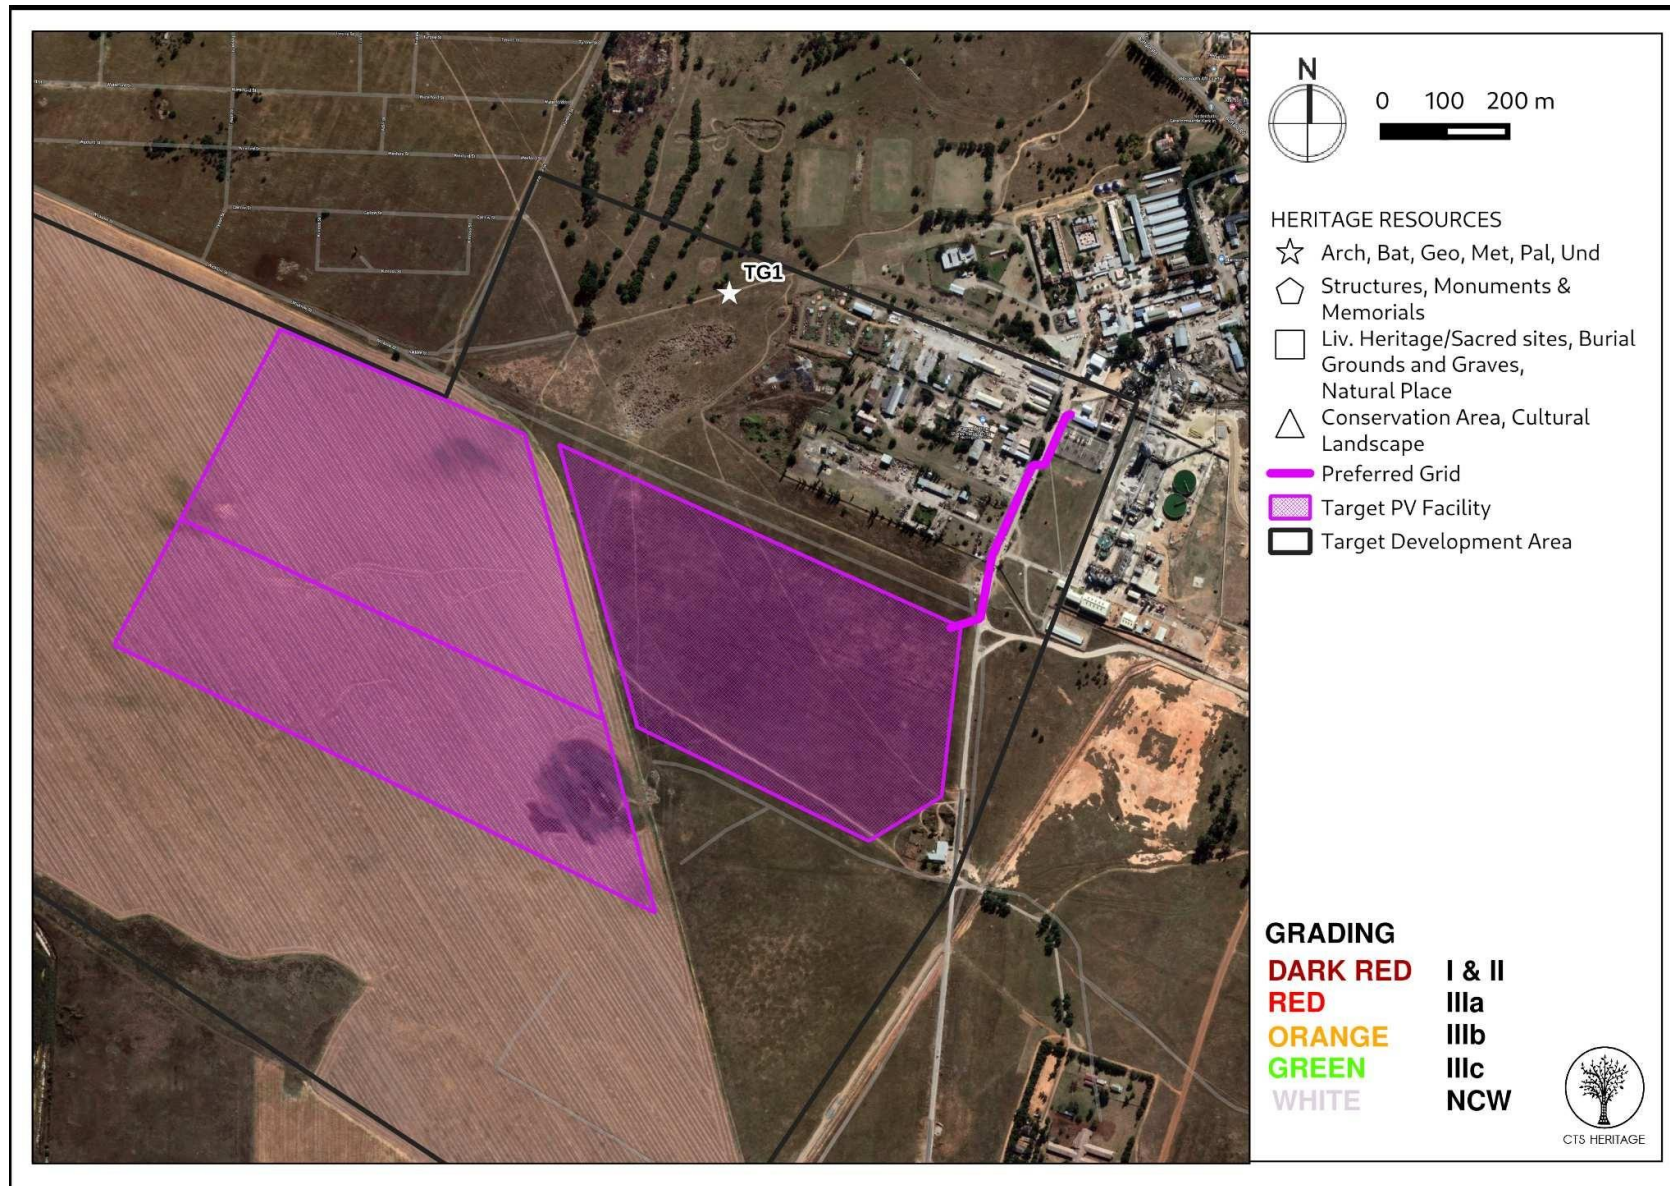 TG1
N
0 100 200 m
HERITAGE RESOURCES
Arch, Bat, Geo, Met, Pal, Und
Structures, Monuments &
Memorials
Liv. Heritage/Sacred sites, Burial
Grounds and Graves,
Natural Place
Conservation Area, Cultural
Landscape
Preferred Grid
Target PV Facility
Target Development Area
GRADING
DARK RED I & II
RED IIIa
ORANGE IIIb
GREEN IIIc
WHITE NCW
CTS HERITAGE